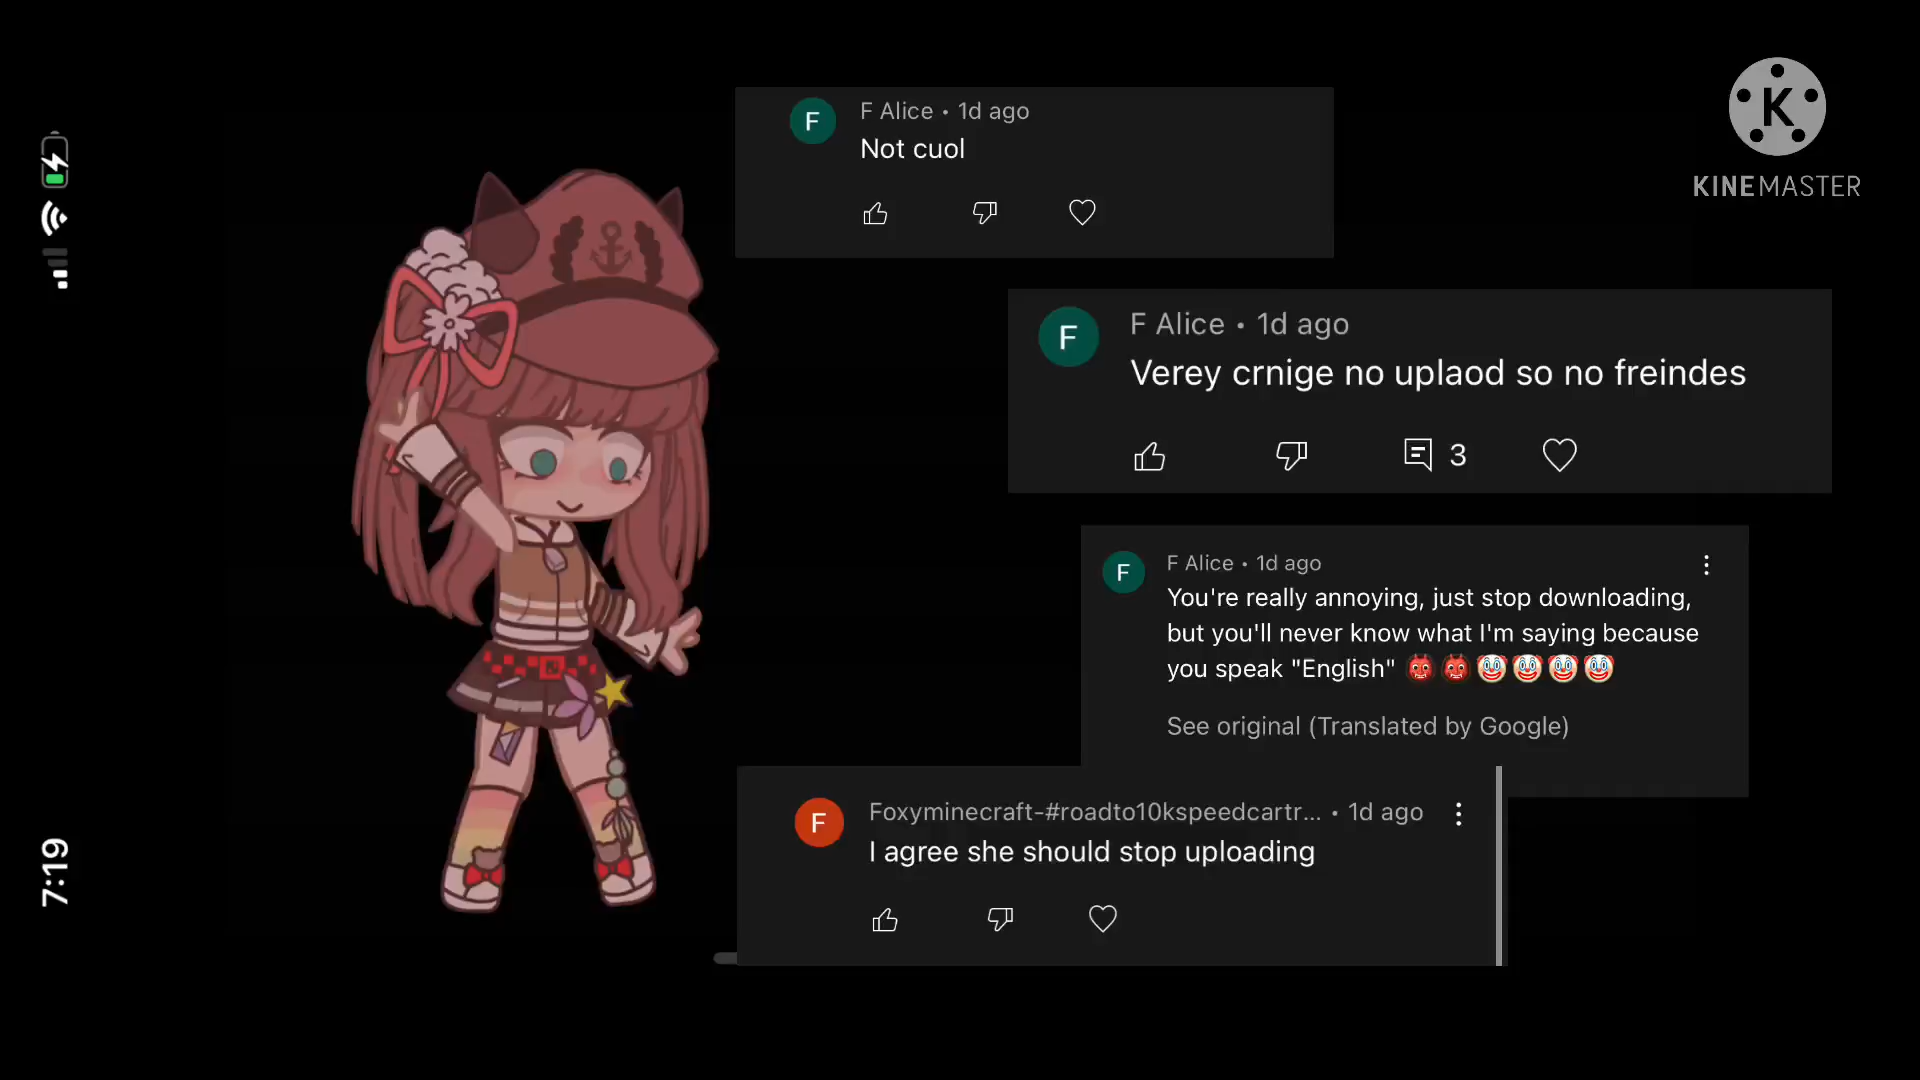 F Alice • 1d ago
Not cuol
K
KINEMASTER
F
F Alice • 1d ago
Verey crnige no uplaod so no freindes
F
3
F Alice • 1d ago
You're really annoying, just stop downloading,
but you'll never know what I'm saying because
you speak "English" 👹👹🤡🤡🤡🤡
F
See original (Translated by Google)
Foxyminecraft-#roadto10kspeedcartr... • 1d ago
I agree she should stop uploading
F
7:19